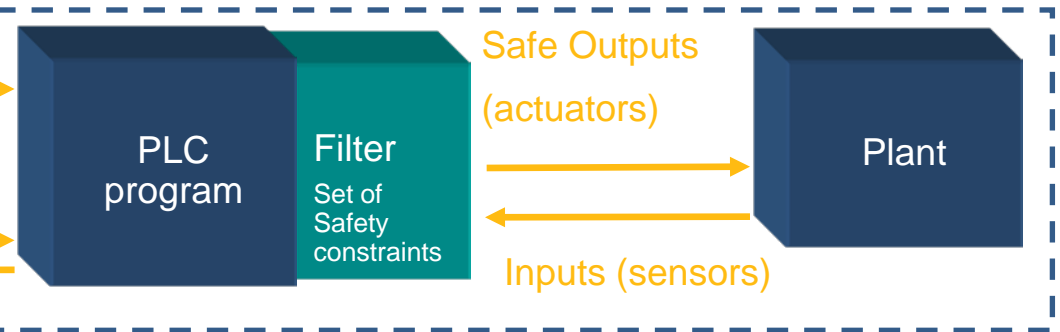 PLC
program
Filter
Set of
Safety
constraints
Safe Outputs
(actuators)
Inputs (sensors)
Plant